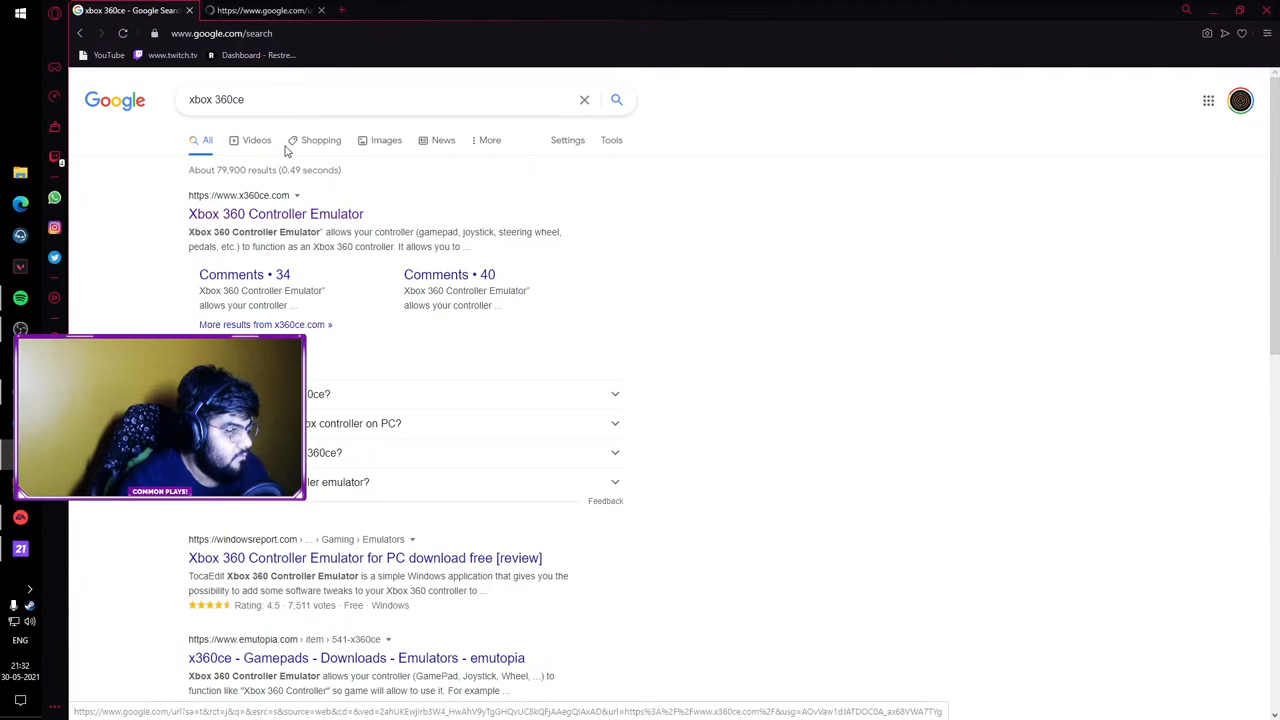 xbox 360ce - Google Searc
https://www.google.com/u
www.google.com/search
YouTube
www.twitch.tv
Dashboard - Restre...
Google
xbox 360ce
All
Videos
Shopping
Images
News
More
Settings
Tools
About 79,900 results (0.49 seconds)
https://www.x360ce.com
Xbox 360 Controller Emulator
Xbox 360 Controller Emulator" allows your controller (gamepad, joystick, steering wheel,
pedals, etc.) to function as an Xbox 360 controller. It allows you to ...
Comments • 34
Xbox 360 Controller Emulator"
allows your controller ...
Comments • 40
Xbox 360 Controller Emulator"
allows your controller ...
More results from x360ce.com »
0ce?
ox controller on PC?
360ce?
ler emulator?
Feedback
COMMON PLAYS!
https://windowsreport.com › ... › Gaming › Emulators
Xbox 360 Controller Emulator for PC download free [review]
TocaEdit Xbox 360 Controller Emulator is a simple Windows application that gives you the
possibility to add some software tweaks to your Xbox 360 controller to ...
Rating: 4.5 · 7,511 votes · Free · Windows
https://www.emutopia.com › item › 541-x360ce
x360ce - Gamepads - Downloads - Emulators - emutopia
Xbox 360 Controller Emulator allows your controller (GamePad, Joystick, Wheel, ...) to
function like "Xbox 360 Controller" so game will allow to use it. For example ...
EA
21
ENG
21:32
30-05-2021